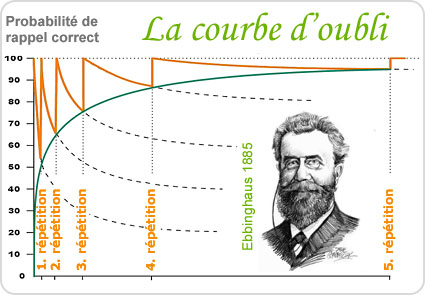 Probabilité de
rappel correct
La courbe d'oubli
100
90
80
70
60
50
40
30
20
10
0
1. répétition
2. répétition
3. répétition
4. répétition
5. répétition
Ebbinghaus 1885